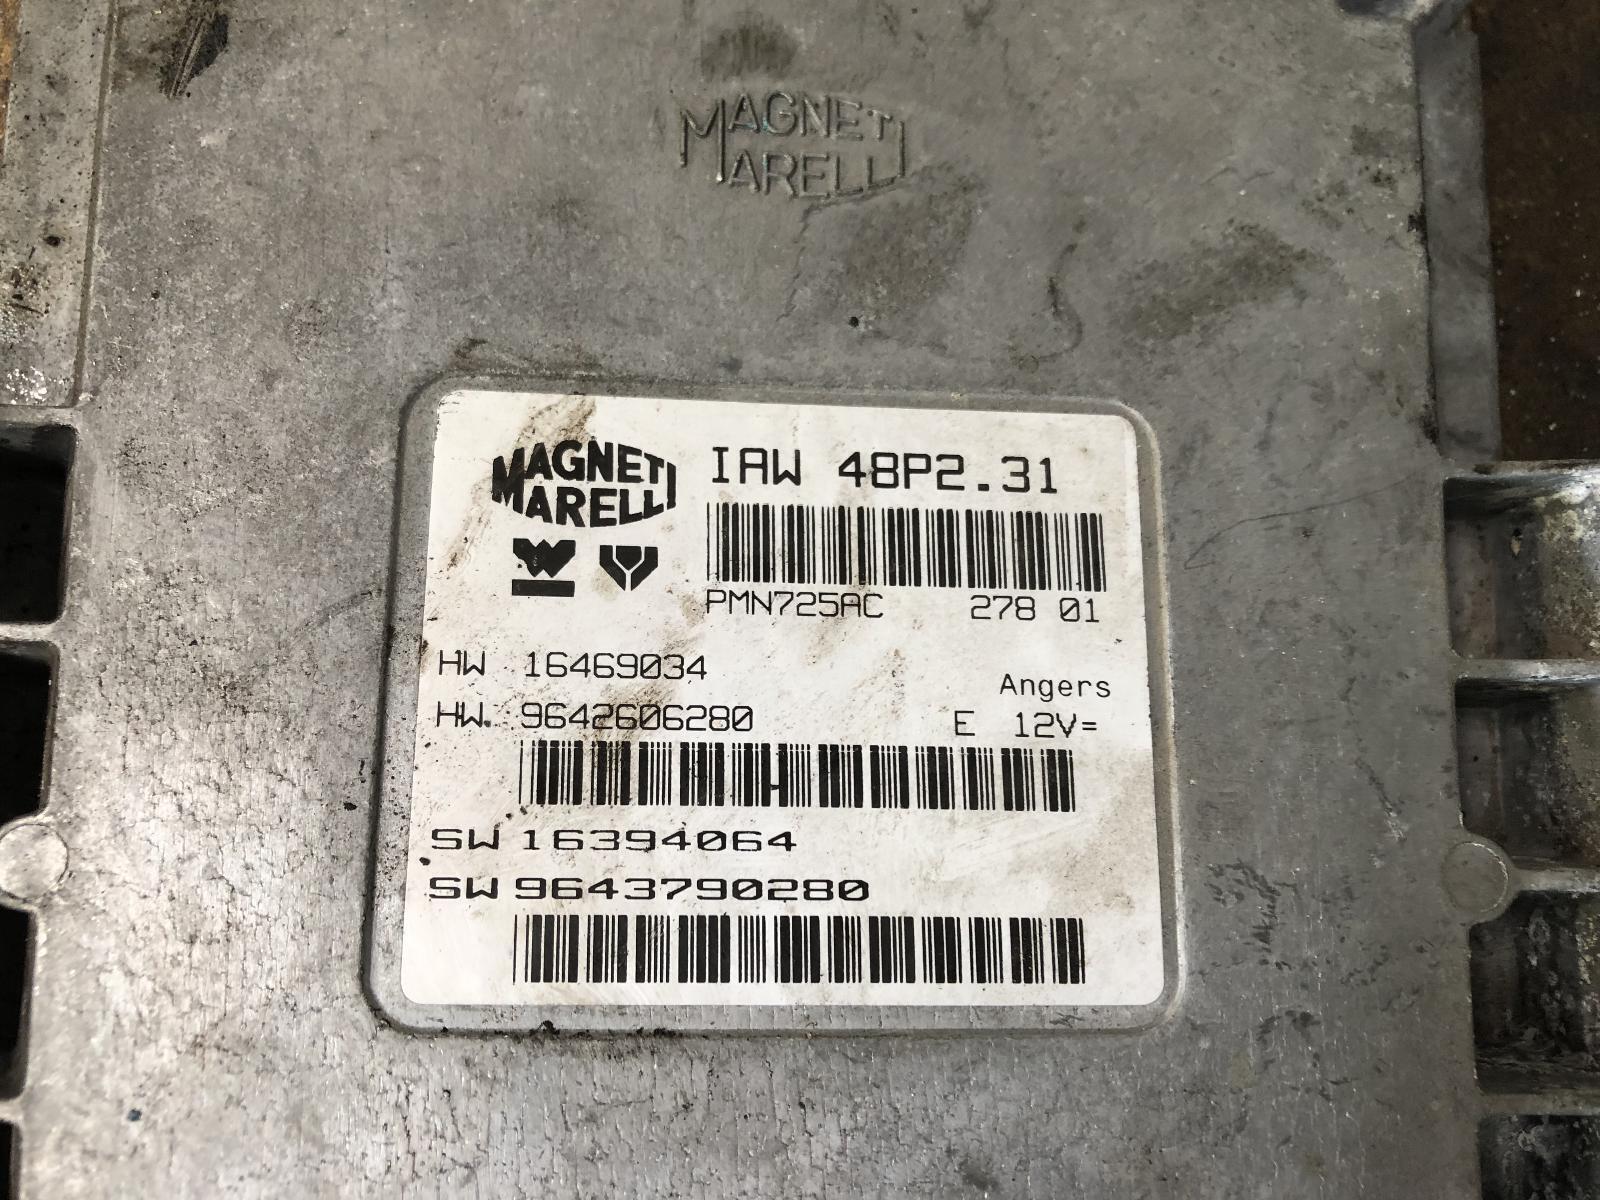 MAGNETI
MARELLI
MAGNETI
MARELLI
IAW 48P2.31
PMN725AC 278 01
HW 16469034
Angers
HW. 9642606280
E 12V=
SW 16394064
SW 9643790280